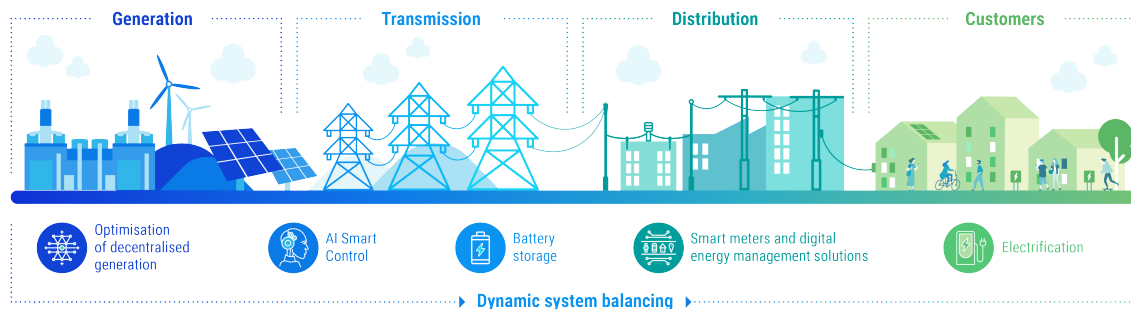 Generation
Transmission
Distribution
Customers
Optimisation
of decentralised
generation
AI Smart
Control
Battery
storage
Smart meters and digital
energy management solutions
Electrification
Dynamic system balancing